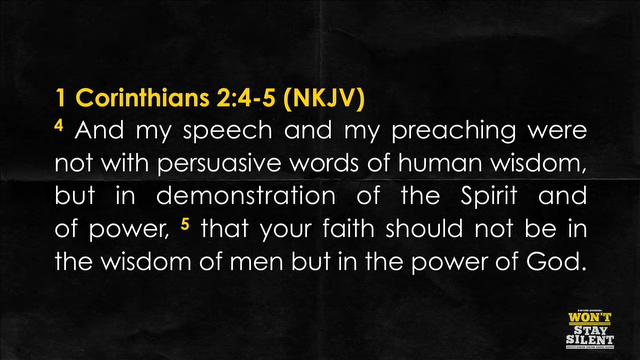 1 Corinthians 2:4-5 (NKJV)
4 And my speech and my preaching were
not with persuasive words of human wisdom,
but in demonstration of the Spirit and
of power, 5 that your faith should not be in
the wisdom of men but in the power of God.
WON'T
STAY
SILENT